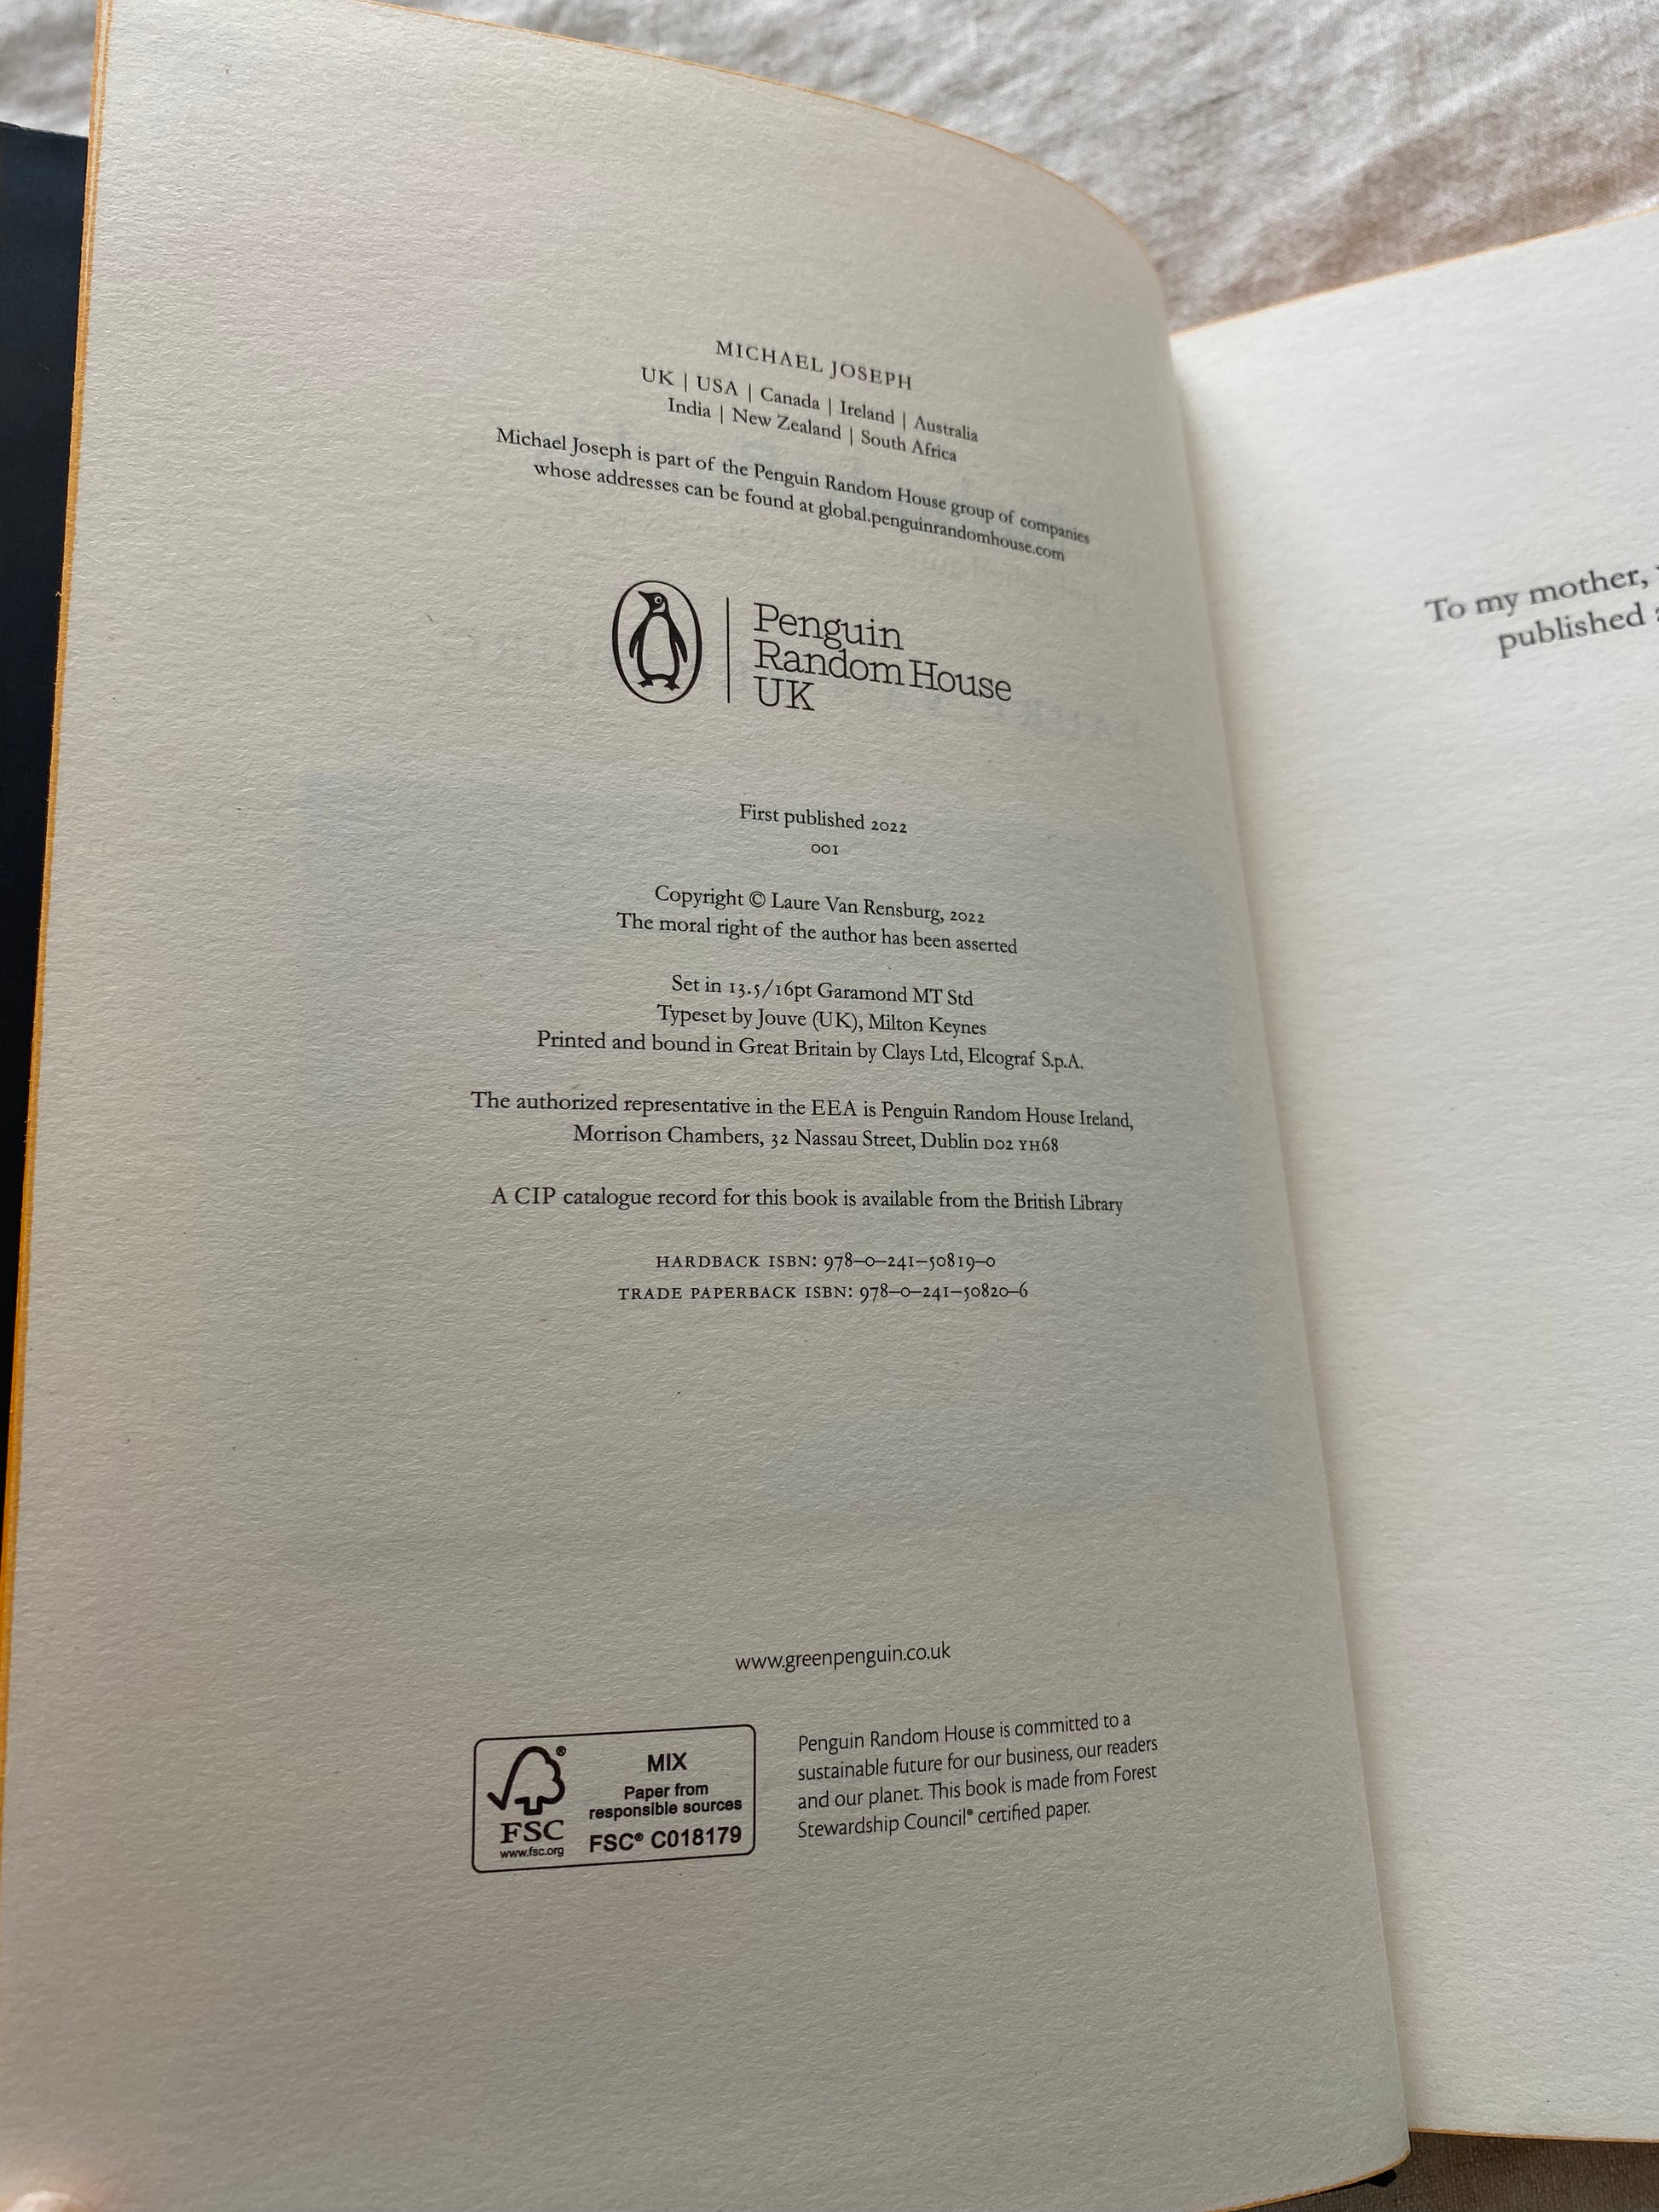 MICHAEL JOSEPH
UK | USA | Canada | Ireland | Australia
India | New Zealand | South Africa
Michael Joseph is part of the Penguin Random House group of companies
whose addresses can be found at global.penguinrandomhouse.com
Penguin
Random House
UK
First published 2022
001
Copyright © Laure Van Rensburg, 2022
The moral right of the author has been asserted
Set in 13.5/16pt Garamond MT Std
Typeset by Jouve (UK), Milton Keynes
Printed and bound in Great Britain by Clays Ltd, Elcograf S.p.A.
The authorized representative in the EEA is Penguin Random House Ireland,
Morrison Chambers, 32 Nassau Street, Dublin D02 YH68
A CIP catalogue record for this book is available from the British Library
HARDBACK ISBN: 978–0–241–50819–0
TRADE PAPERBACK ISBN: 978–0–241–50820–6
www.greenpenguin.co.uk
FSC
www.fsc.org
MIX
Paper from
responsible sources
FSC® C018179
Penguin Random House is committed to a
sustainable future for our business, our readers
and our planet. This book is made from Forest
Stewardship Council® certified paper.
To my mother,
published